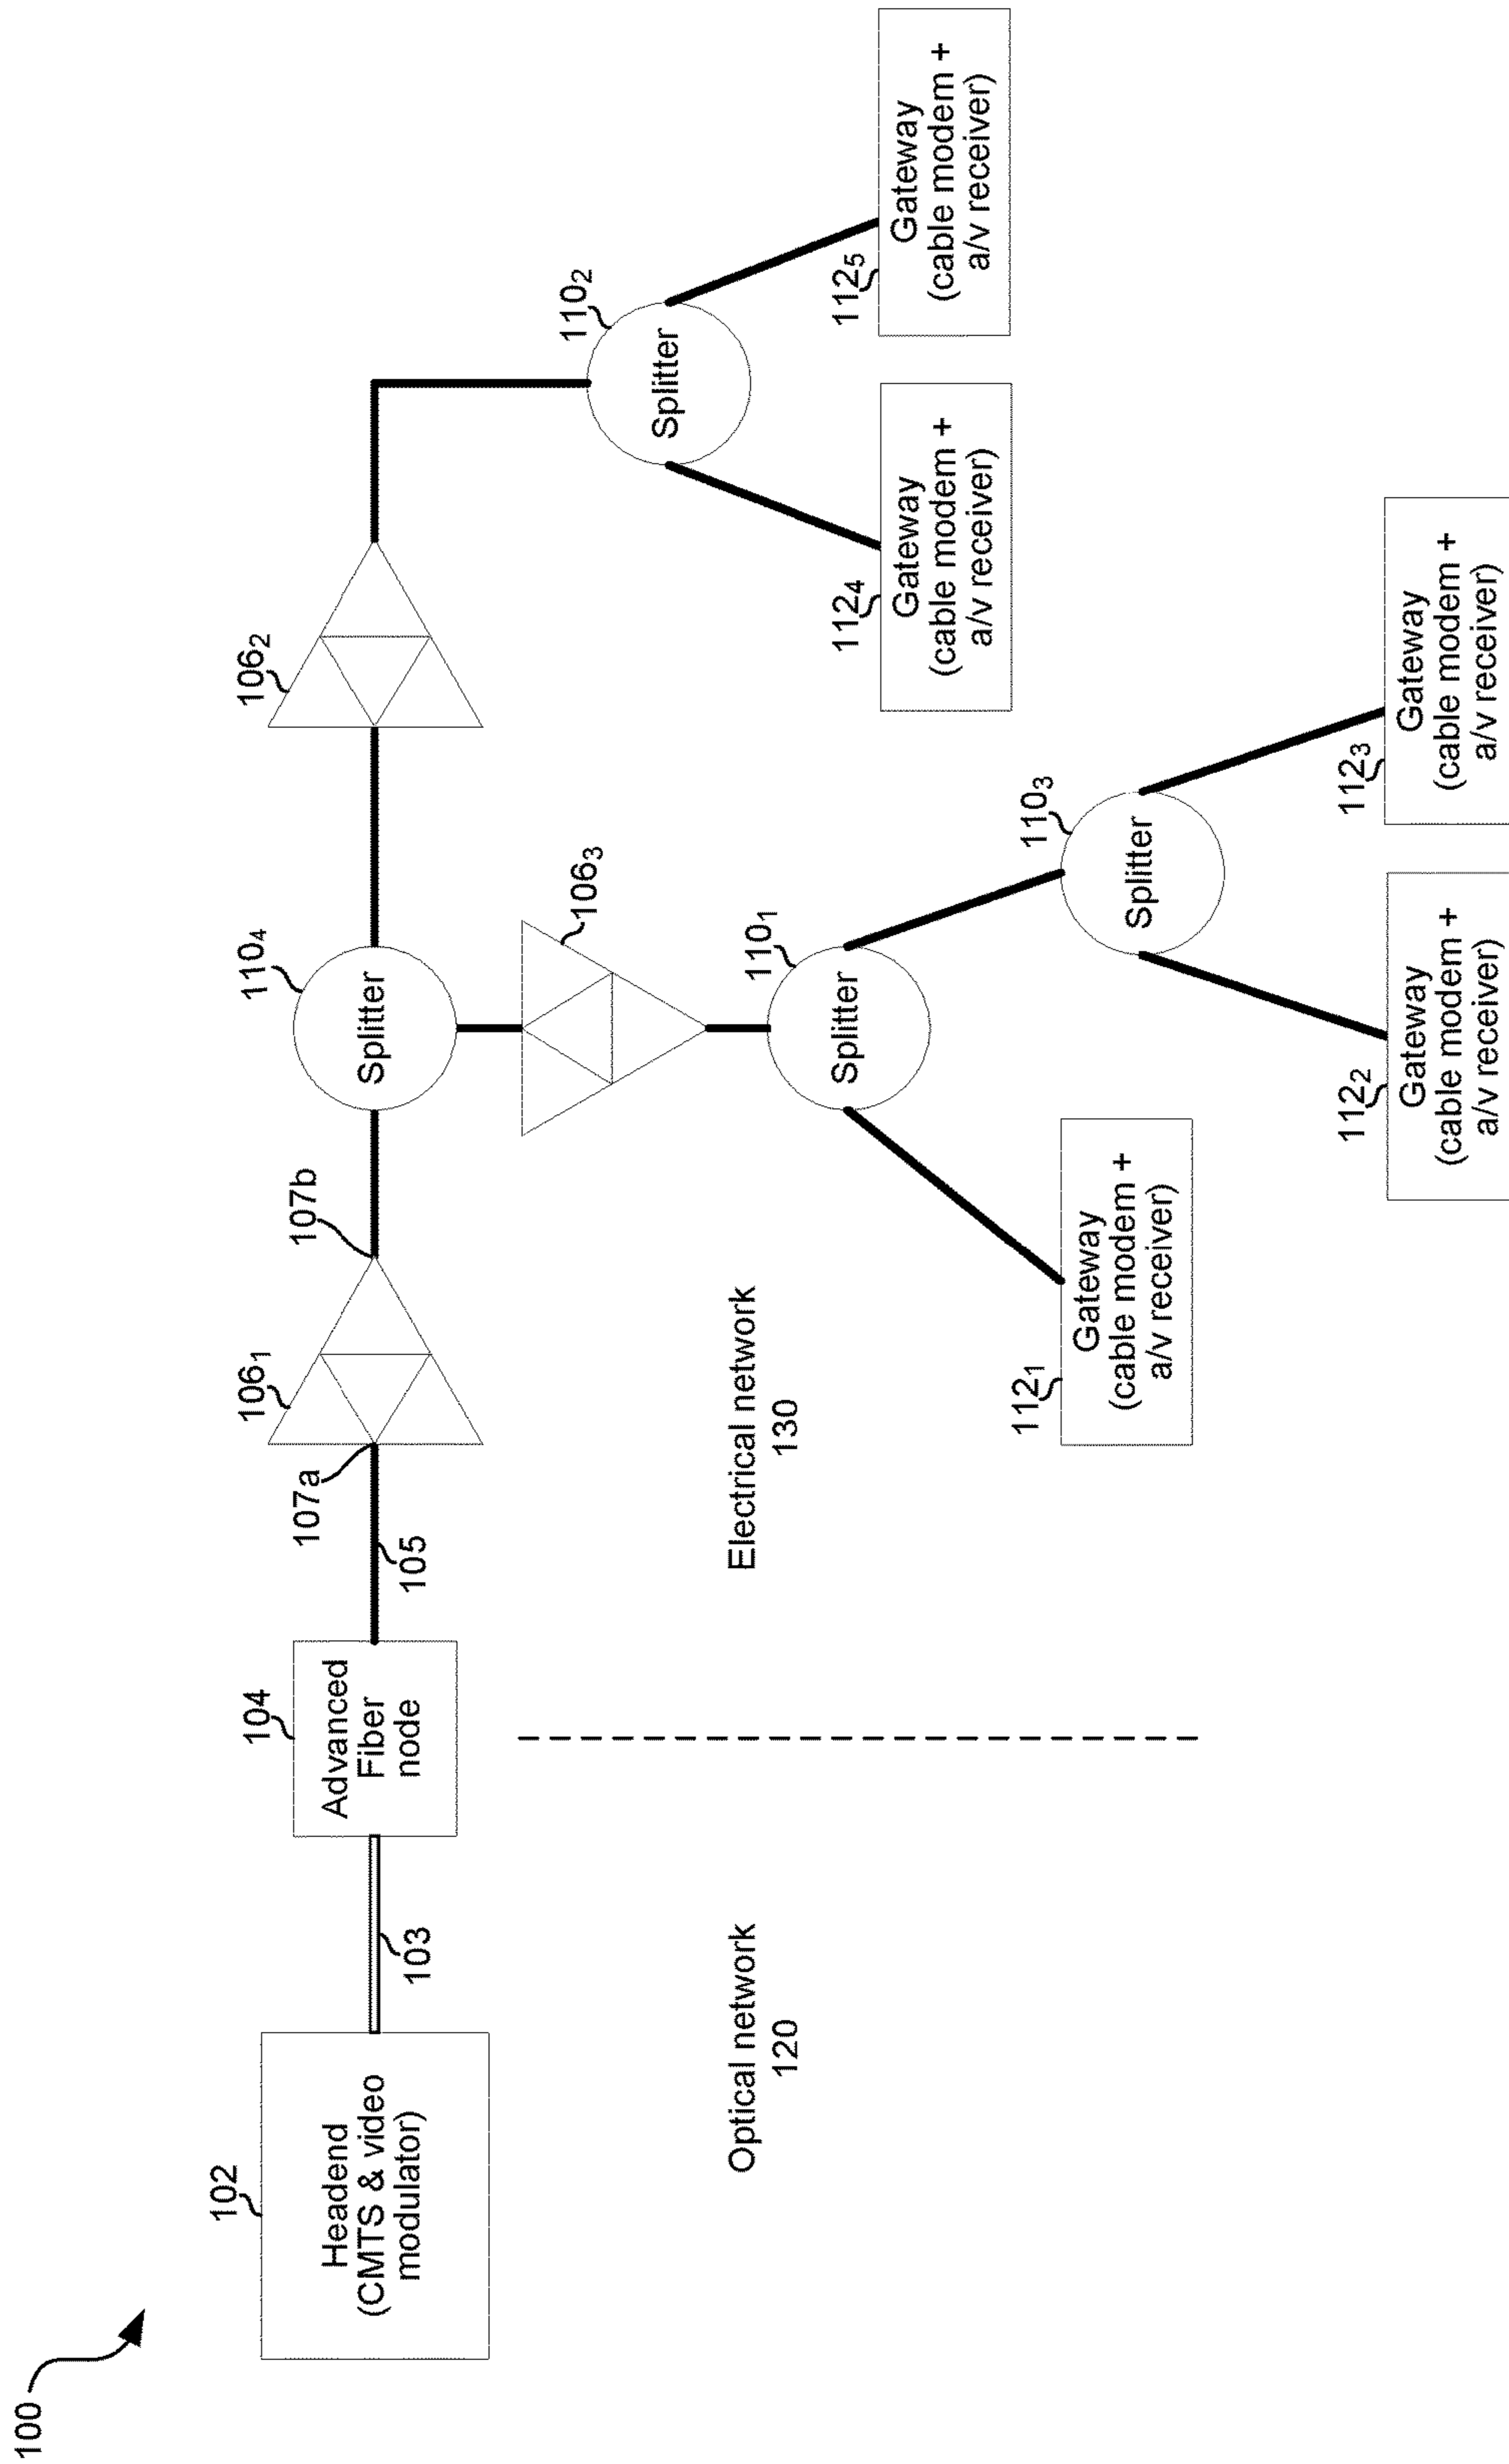 100
102
Headend
(CMTS & video
modulator)
103
104
Advanced
Fiber
node
105
107a
106₁
107b
110₄
Splitter
106₂
106₃
110₂
Splitter
112₄
Gateway
(cable modem +
a/v receiver)
112₅
Gateway
(cable modem +
a/v receiver)
110₁
Splitter
110₃
Splitter
112₁
Gateway
(cable modem +
a/v receiver)
112₂
Gateway
(cable modem +
a/v receiver)
112₃
Gateway
(cable modem +
a/v receiver)
Optical network
120
Electrical network
130